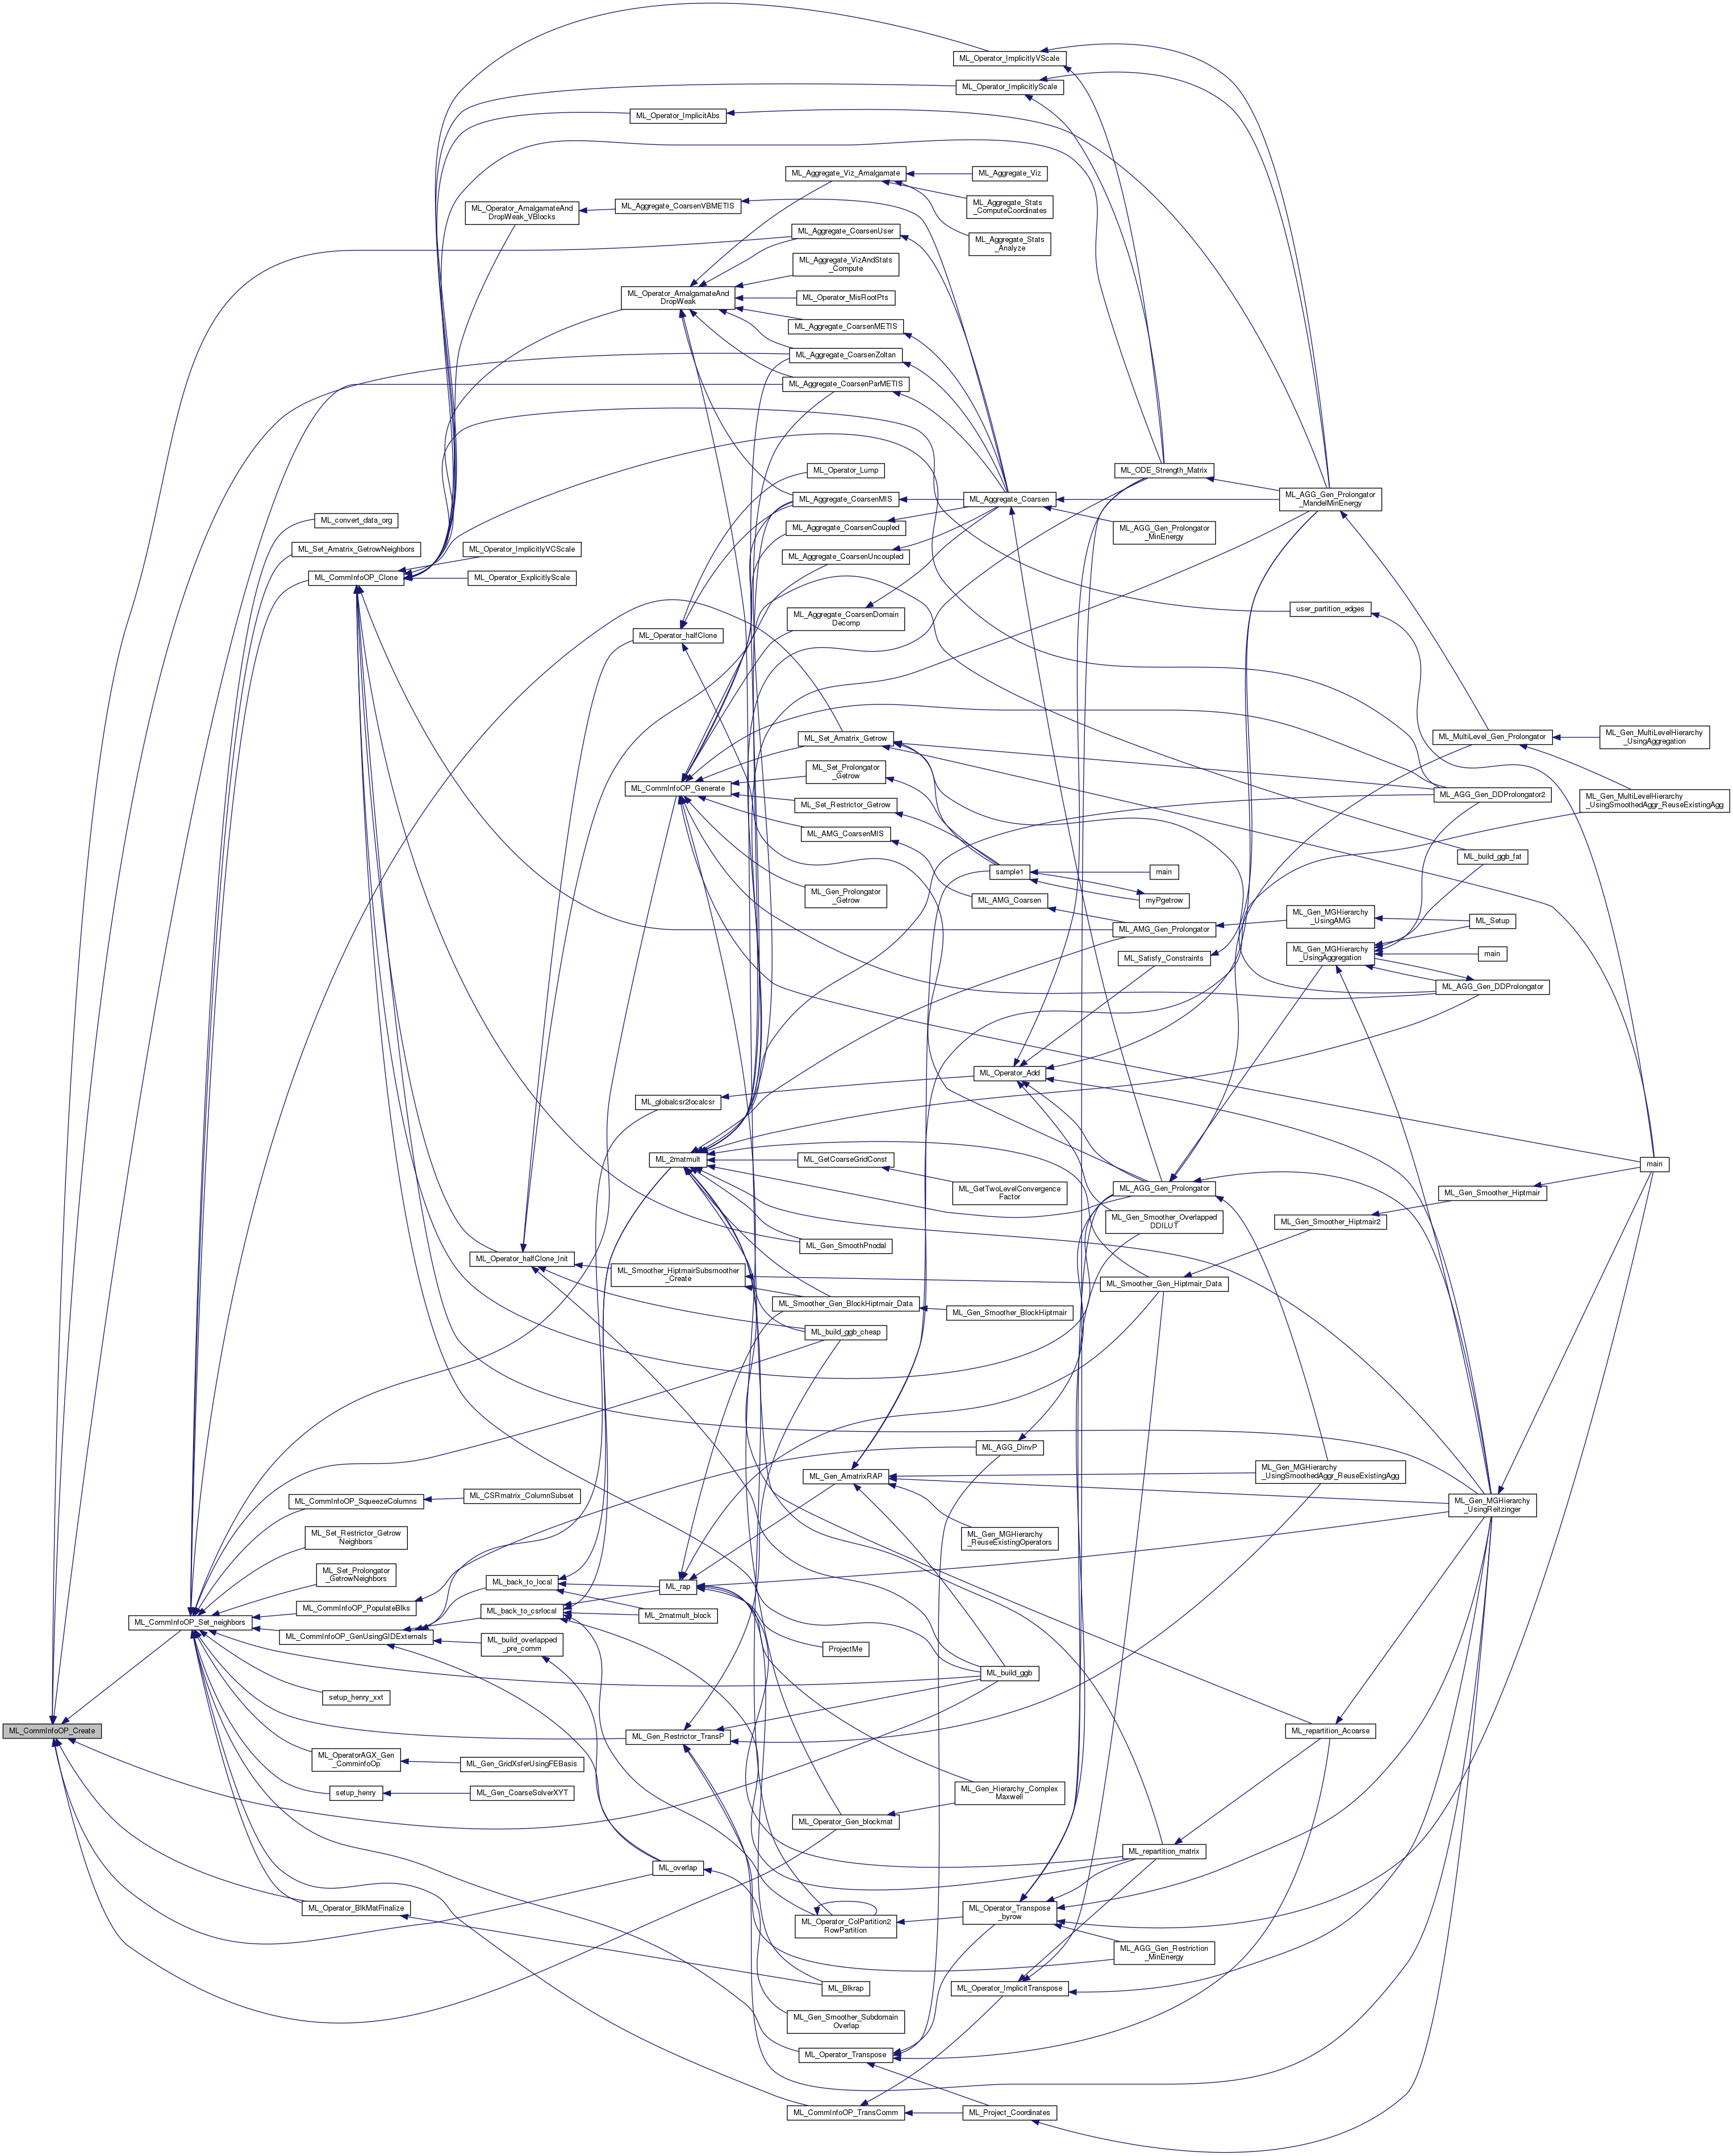 ML_Operator_ImplicitlyVScale
ML_Operator_ImplicitlyScale
ML_Operator_ImplicitAbs
ML_Aggregate_Viz_Amalgamate
ML_Aggregate_Viz
ML_Aggregate_Stats
_ComputeCoordinates
ML_Operator_AmalgamateAnd
DropWeak_VBlocks
ML_Aggregate_CoarsenVBMETIS
ML_Aggregate_CoarsenUser
ML_Aggregate_Stats
_Analyze
ML_Aggregate_VizAndStats
_Compute
ML_Operator_AmalgamateAnd
DropWeak
ML_Operator_MisRootPts
ML_Aggregate_CoarsenMETIS
ML_Aggregate_CoarsenZoltan
ML_Aggregate_CoarsenParMETIS
ML_Operator_Lump
ML_ODE_Strength_Matrix
ML_Aggregate_CoarsenMIS
ML_Aggregate_Coarsen
ML_AGG_Gen_Prolongator
_MandelMinEnergy
ML_convert_data_org
ML_Aggregate_CoarsenCoupled
ML_AGG_Gen_Prolongator
_MinEnergy
ML_Set_Amatrix_GetrowNeighbors
ML_Operator_ImplicitlyVCScale
ML_Aggregate_CoarsenUncoupled
ML_CommInfoOP_Clone
ML_Operator_ExplicitlyScale
ML_Aggregate_CoarsenDomain
Decomp
user_partition_edges
ML_Operator_halfClone
ML_Set_Amatrix_Getrow
ML_MultiLevel_Gen_Prolongator
ML_Gen_MultiLevelHierarchy
_UsingAggregation
ML_Set_Prolongator
_Getrow
ML_CommInfoOP_Generate
ML_AGG_Gen_DDProlongator2
ML_Gen_MultiLevelHierarchy
_UsingSmoothedAggr_ReuseExistingAgg
ML_Set_Restrictor_Getrow
ML_AMG_CoarsenMIS
ML_build_ggb_fat
sample1
main
ML_Gen_Prolongator
_Getrow
ML_AMG_Coarsen
myPgetrow
ML_Gen_MGHierarchy
_UsingAMG
ML_Setup
ML_AMG_Gen_Prolongator
ML_Satisfy_Constraints
ML_Gen_MGHierarchy
_UsingAggregation
main
ML_AGG_Gen_DDProlongator
ML_Operator_Add
ML_globalcsr2localcsr
ML_2matmult
ML_GetCoarseGridConst
main
ML_GetTwoLevelConvergence
Factor
ML_AGG_Gen_Prolongator
ML_Gen_Smoother_Hiptmair
ML_Gen_Smoother_Overlapped
DDILUT
ML_Gen_Smoother_Hiptmair2
ML_Gen_SmoothPnodal
ML_Operator_halfClone_Init
ML_Smoother_HiptmairSubsmoother
_Create
ML_Smoother_Gen_Hiptmair_Data
ML_Smoother_Gen_BlockHiptmair_Data
ML_Gen_Smoother_BlockHiptmair
ML_build_ggb_cheap
ML_AGG_DinvP
ML_Gen_AmatrixRAP
ML_Gen_MGHierarchy
_UsingSmoothedAggr_ReuseExistingAgg
ML_CommInfoOP_SqueezeColumns
ML_CSRmatrix_ColumnSubset
ML_Gen_MGHierarchy
_UsingReitzinger
ML_Set_Restrictor_Getrow
Neighbors
ML_Gen_MGHierarchy
_ReuseExistingOperators
ML_Set_Prolongator
_GetrowNeighbors
ML_back_to_local
ML_rap
ML_CommInfoOP_PopulateBlks
ML_back_to_csrlocal
ML_2matmult_block
ML_CommInfoOP_Set_neighbors
ML_CommInfoOP_GenUsingGIDExternals
ML_build_overlapped
_pre_comm
ProjectMe
ML_build_ggb
setup_henry_xxt
ML_CommInfoOP_Create
ML_Gen_Restrictor_TransP
ML_repartition_Acoarse
ML_OperatorAGX_Gen
_ComminfoOp
ML_Gen_GridXsferUsingFEBasis
setup_henry
ML_Gen_CoarseSolverXYT
ML_Gen_Hierarchy_Complex
Maxwell
ML_Operator_Gen_blockmat
ML_repartition_matrix
ML_overlap
ML_Operator_BlkMatFinalize
ML_Operator_ColPartition2
RowPartition
ML_Operator_Transpose
_byrow
ML_AGG_Gen_Restriction
_MinEnergy
ML_Blkrap
ML_Operator_ImplicitTranspose
ML_Gen_Smoother_Subdomain
Overlap
ML_Operator_Transpose
ML_CommInfoOP_TransComm
ML_Project_Coordinates